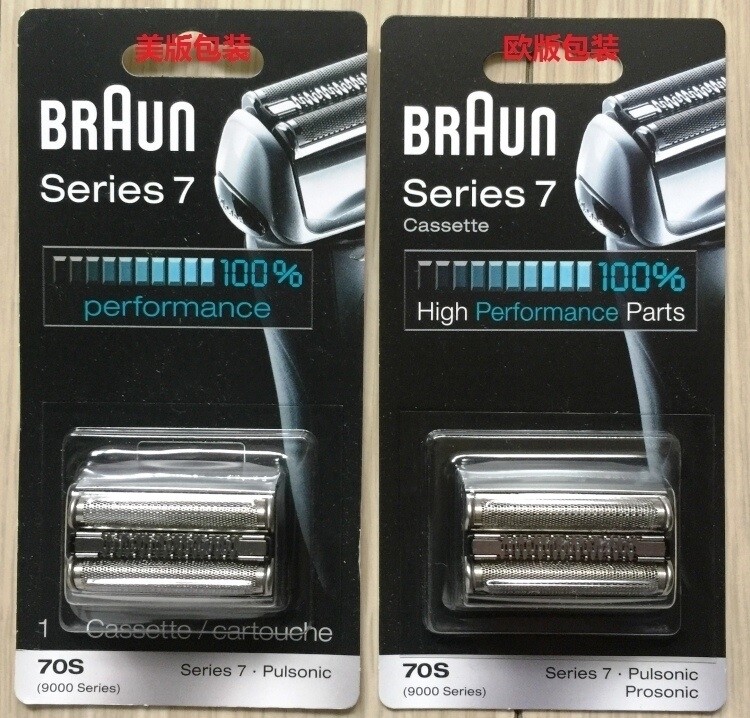 美版包装
BRAUN
Series 7
100%
performance
1 Cassette / cartouche
70S
(9000 Series)
Series 7 · Pulsonic
欧版包装
BRAUN
Series 7
Cassette
100%
High Performance Parts
70S
(9000 Series)
Series 7 · Pulsonic
Prosonic